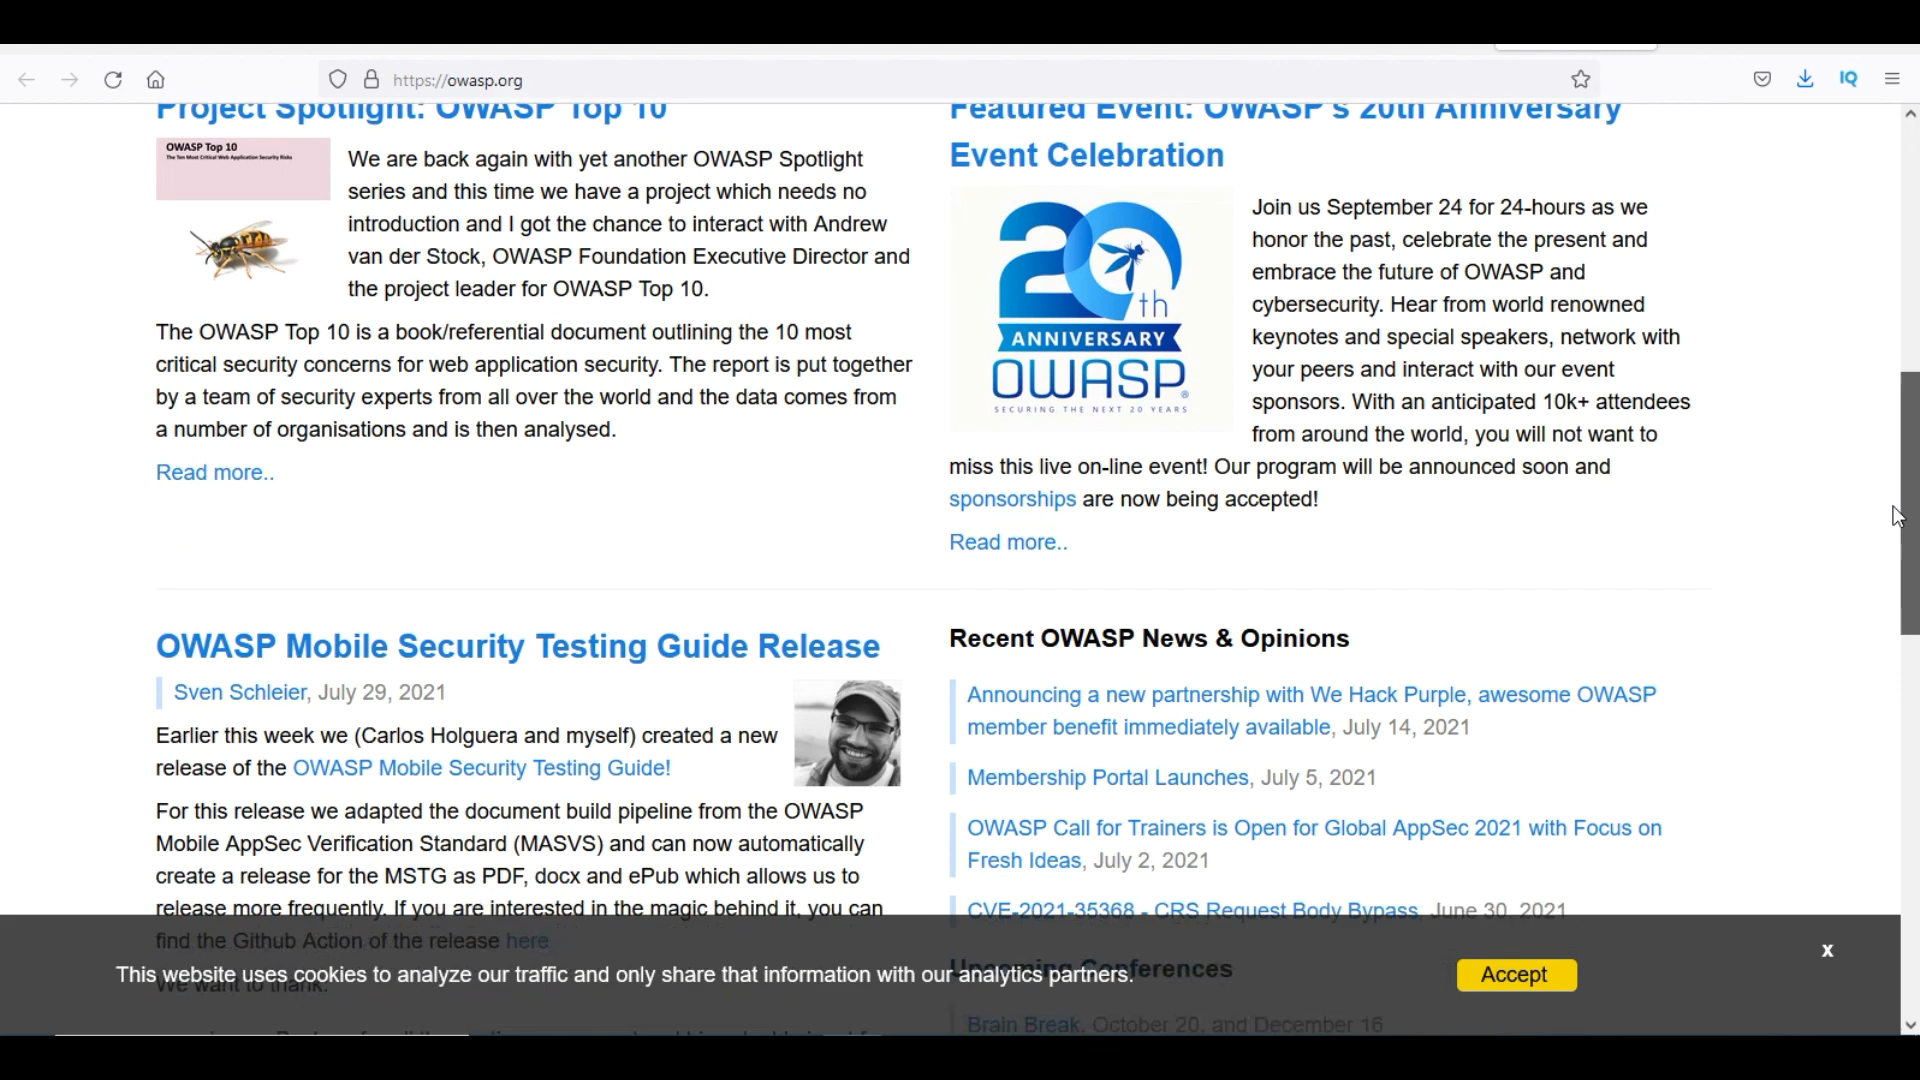 https://owasp.org
IQ
Project Spotlight: OWASP Top 10
OWASP Top 10
The Ten Most Critical Web Application Security Risks
We are back again with yet another OWASP Spotlight
series and this time we have a project which needs no
introduction and I got the chance to interact with Andrew
van der Stock, OWASP Foundation Executive Director and
the project leader for OWASP Top 10.
The OWASP Top 10 is a book/referential document outlining the 10 most
critical security concerns for web application security. The report is put together
by a team of security experts from all over the world and the data comes from
a number of organisations and is then analysed.
Read more..
Featured Event: OWASP's 20th Anniversary
Event Celebration
20th
ANNIVERSARY
OWASP®
SECURING THE NEXT 20 YEARS
Join us September 24 for 24-hours as we
honor the past, celebrate the present and
embrace the future of OWASP and
cybersecurity. Hear from world renowned
keynotes and special speakers, network with
your peers and interact with our event
sponsors. With an anticipated 10k+ attendees
from around the world, you will not want to
miss this live on-line event! Our program will be announced soon and
sponsorships are now being accepted!
Read more..
OWASP Mobile Security Testing Guide Release
Sven Schleier, July 29, 2021
Earlier this week we (Carlos Holguera and myself) created a new
release of the OWASP Mobile Security Testing Guide!
For this release we adapted the document build pipeline from the OWASP
Mobile AppSec Verification Standard (MASVS) and can now automatically
create a release for the MSTG as PDF, docx and ePub which allows us to
release more frequently. If you are interested in the magic behind it, you can
find the Github Action of the release here
We want to thank:
Recent OWASP News & Opinions
Announcing a new partnership with We Hack Purple, awesome OWASP
member benefit immediately available, July 14, 2021
Membership Portal Launches, July 5, 2021
OWASP Call for Trainers is Open for Global AppSec 2021 with Focus on
Fresh Ideas, July 2, 2021
CVE-2021-35368 - CRS Request Body Bypass, June 30, 2021
Upcoming Conferences
Brain Break, October 20, and December 16
This website uses cookies to analyze our traffic and only share that information with our analytics partners.
Accept
x